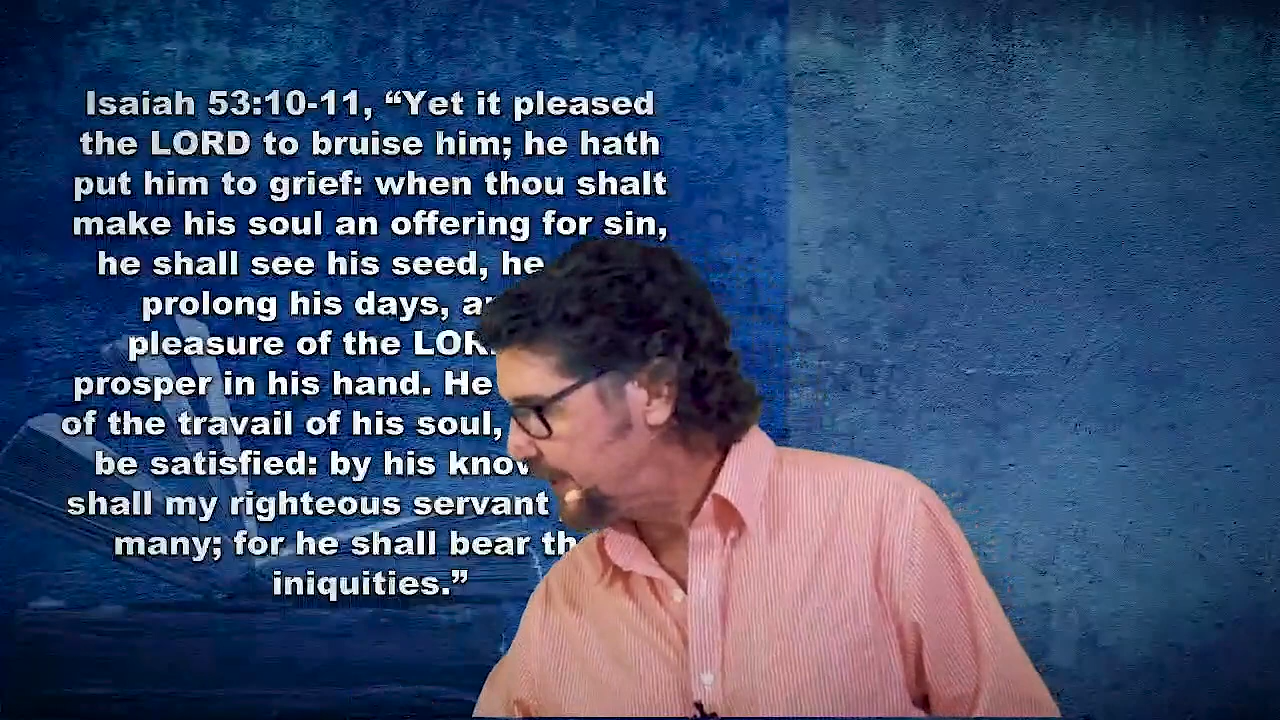 Isaiah 53:10-11, “Yet it pleased
the LORD to bruise him; he hath
put him to grief: when thou shalt
make his soul an offering for sin,
he shall see his seed, he
prolong his days,
pleasure of the
prosper in his hand. He
of the travail of his soul,
be satisfied: by his
shall my righteous servant
many; for he shall bear
iniquities.”